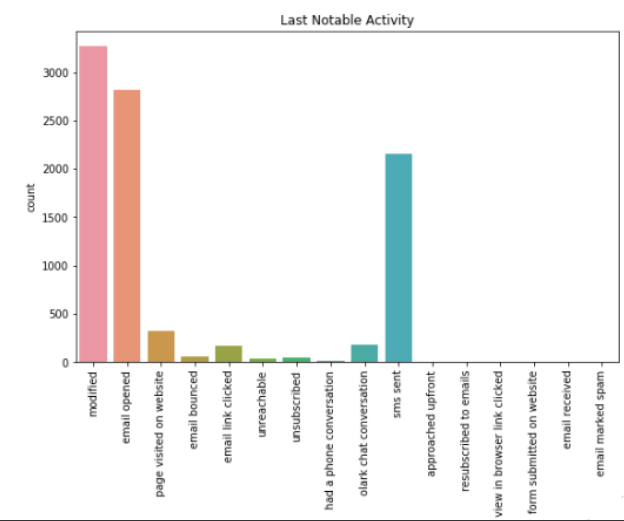 Last Notable Activity
3000
2500
2000
1500
1000
500
0
count
modified
email opened
page visited on website
email bounced
email link clicked
unreachable
unsubscribed
had a phone conversation
olark chat conversation
sms sent
approached upfront
resubscribed to emails
view in browser link clicked
form submitted on website
email received
email marked spam